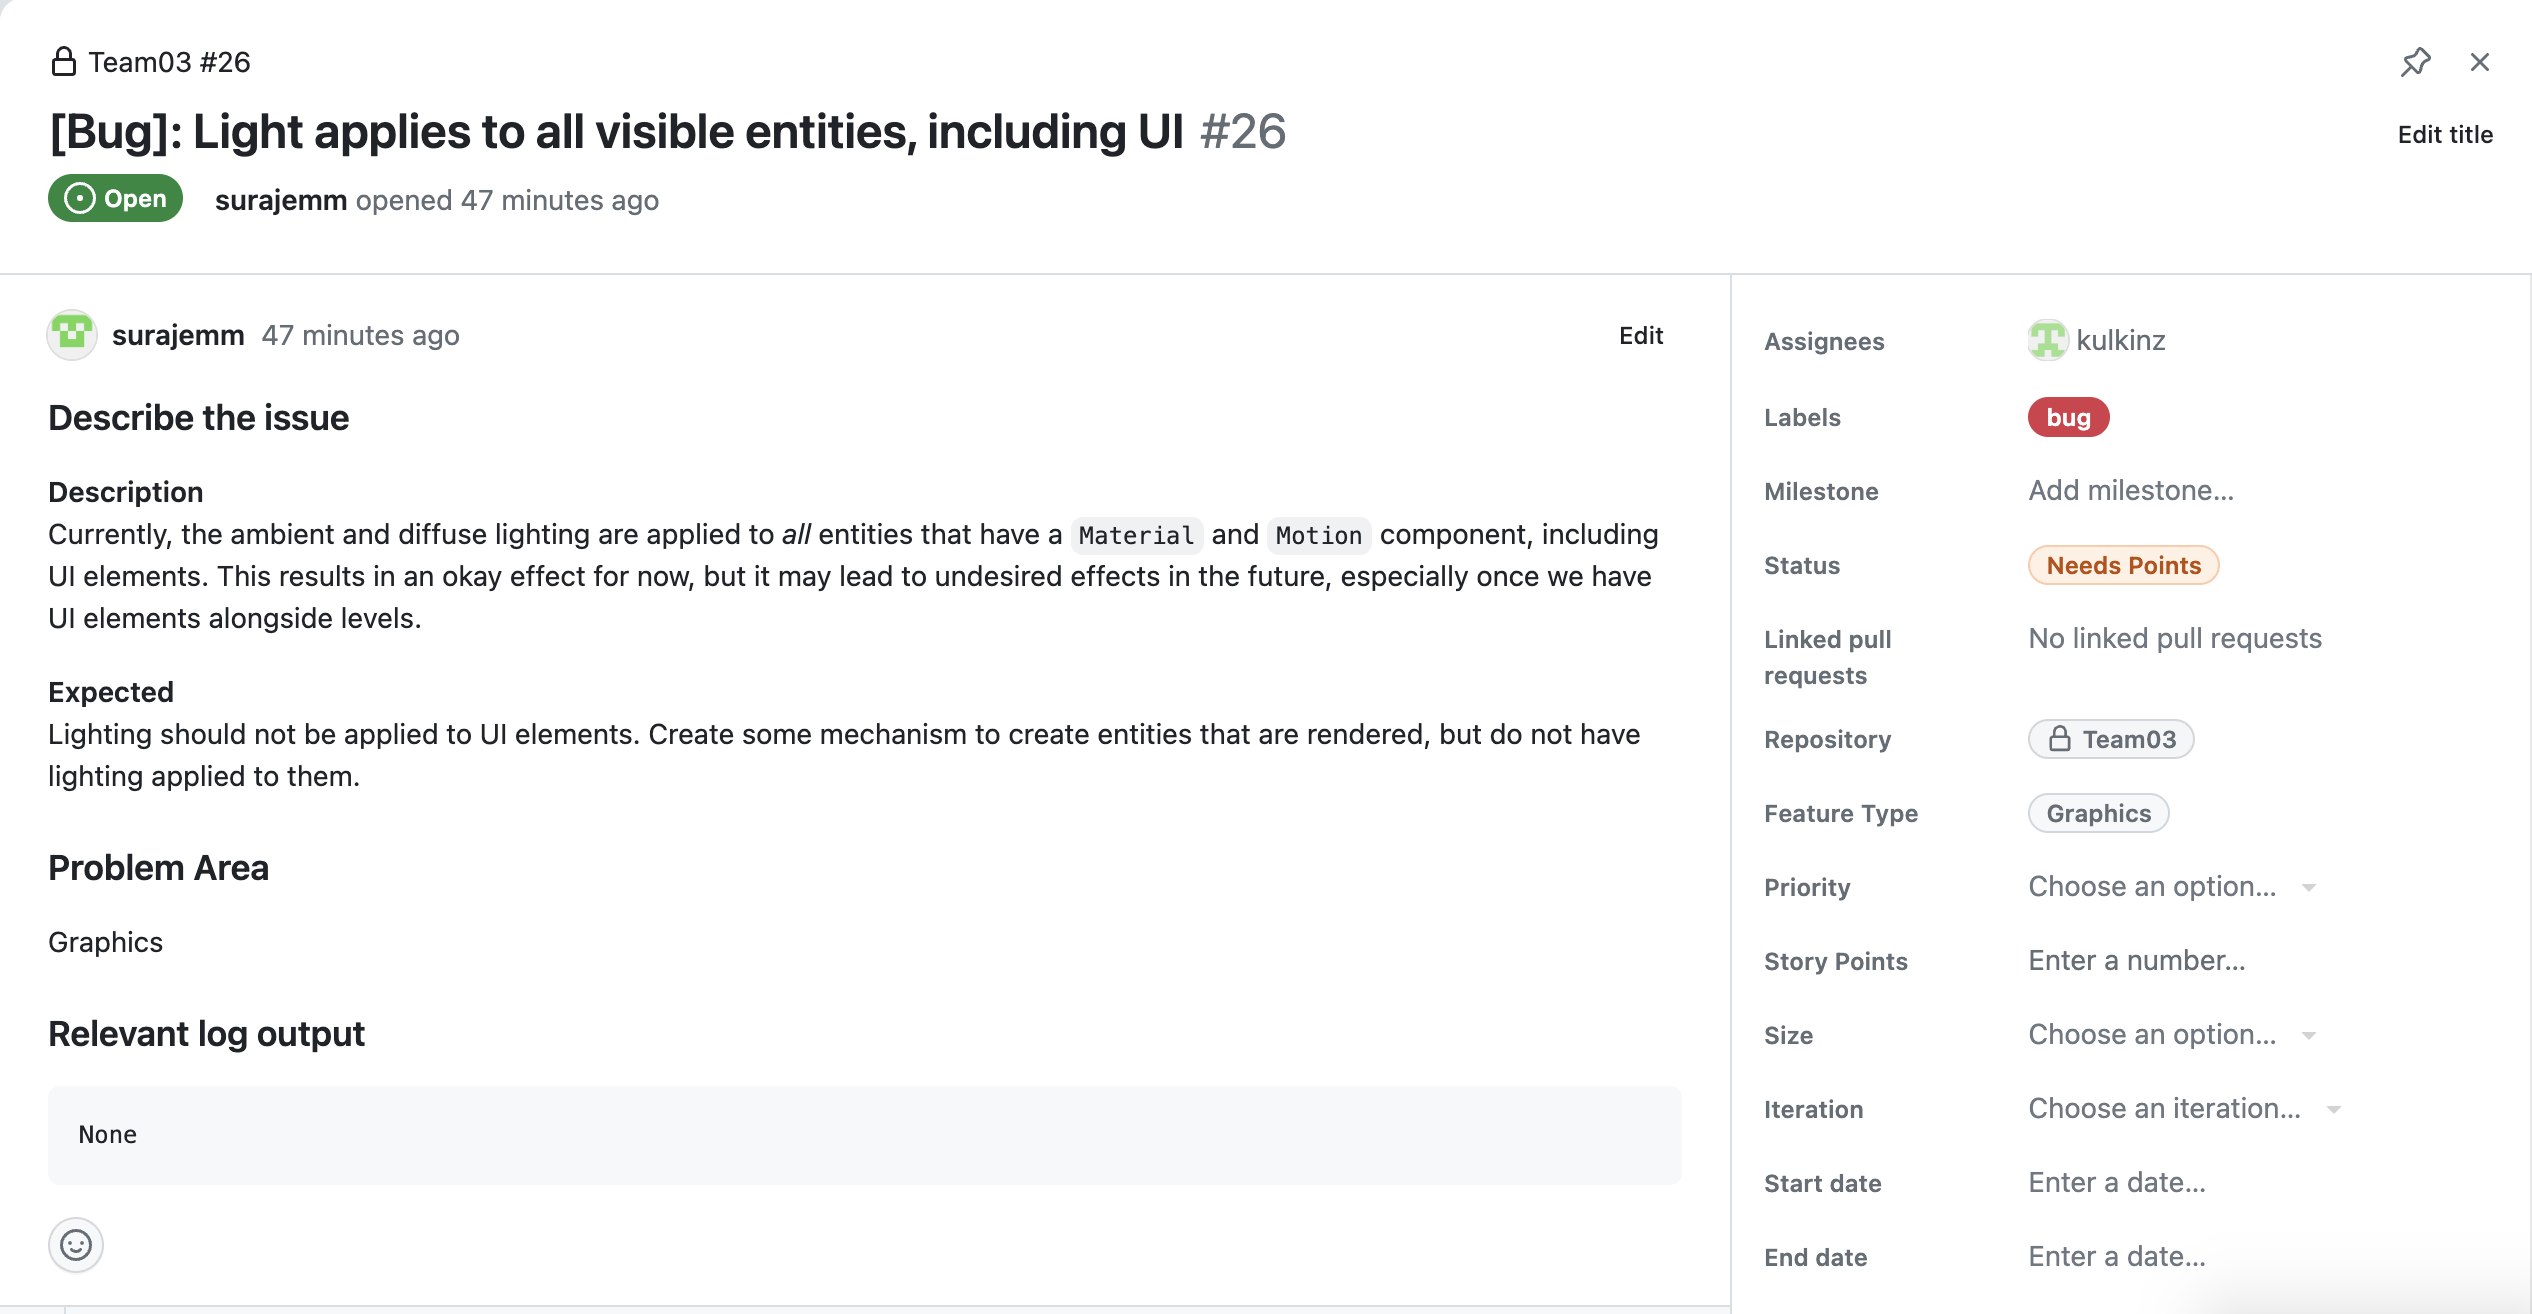 Team03 #26
[Bug]: Light applies to all visible entities, including UI #26
Edit title
Open
surajemm opened 47 minutes ago
surajemm 47 minutes ago
Edit
Describe the issue
Description
Currently, the ambient and diffuse lighting are applied to all entities that have a Material and Motion component, including
UI elements. This results in an okay effect for now, but it may lead to undesired effects in the future, especially once we have
UI elements alongside levels.
Expected
Lighting should not be applied to UI elements. Create some mechanism to create entities that are rendered, but do not have
lighting applied to them.
Problem Area
Graphics
Relevant log output
None
Assignees
kulkinz
Labels
bug
Milestone
Add milestone...
Status
Needs Points
Linked pull
requests
No linked pull requests
Repository
Team03
Feature Type
Graphics
Priority
Choose an option...
Story Points
Enter a number...
Size
Choose an option...
Iteration
Choose an iteration...
Start date
Enter a date...
End date
Enter a date...